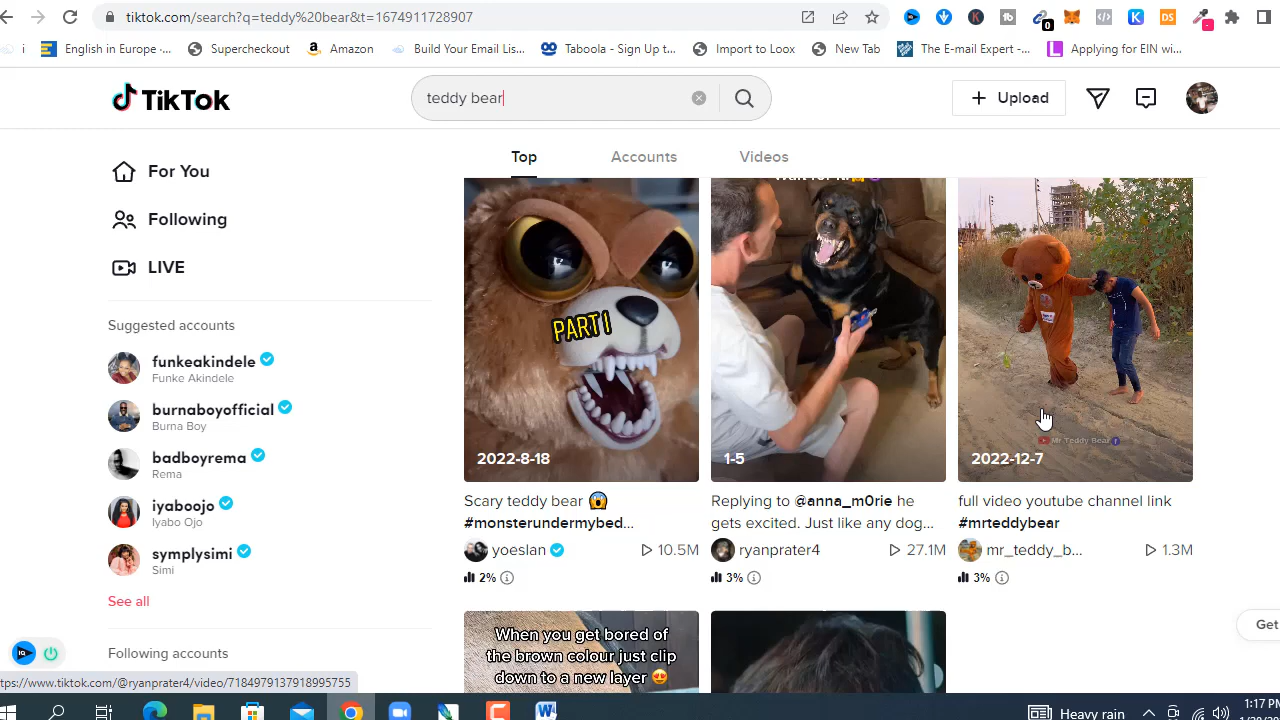 tiktok.com/search?q=teddy%20bear&t=1674911728907
0
i
English in Europe -...
Supercheckout
Amazon
Build Your Email Lis...
Taboola - Sign Up t...
Import to Loox
New Tab
The E-mail Expert -...
Applying for EIN wi...
TikTok
teddy bear
Upload
For You
Following
LIVE
Suggested accounts
funkeakindele
Funke Akindele
burnaboyofficial
Burna Boy
badboyrema
Rema
iyaboojo
Iyabo Ojo
symplysimi
Simi
See all
Following accounts
Top
Accounts
Videos
PART 1
2022-8-18
Scary teddy bear 😱
#monsterundermybed...
yoeslan
10.5M
2%
1-5
Replying to @anna_m0rie he
gets excited. Just like any dog...
ryanprater4
27.1M
3%
Mr Teddy Bear
2022-12-7
full video youtube channel link
#mrteddybear
mr_teddy_b...
1.3M
3%
When you get bored of
the brown colour just clip
down to a new layer 😍
Get
tps://www.tiktok.com/@ryanprater4/video/7184979137918995755
Heavy rain
1:17 PM